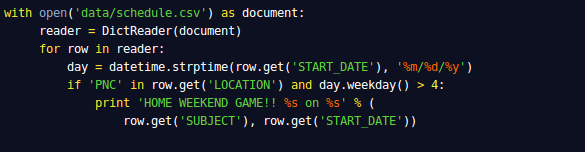 with open('data/schedule.csv') as document:
    reader = DictReader(document)
    for row in reader:
        day = datetime.strptime(row.get('START_DATE'), '%m/%d/%y')
        if 'PNC' in row.get('LOCATION') and day.weekday() > 4:
            print 'HOME WEEKEND GAME!! %s on %s' % (
                row.get('SUBJECT'), row.get('START_DATE'))